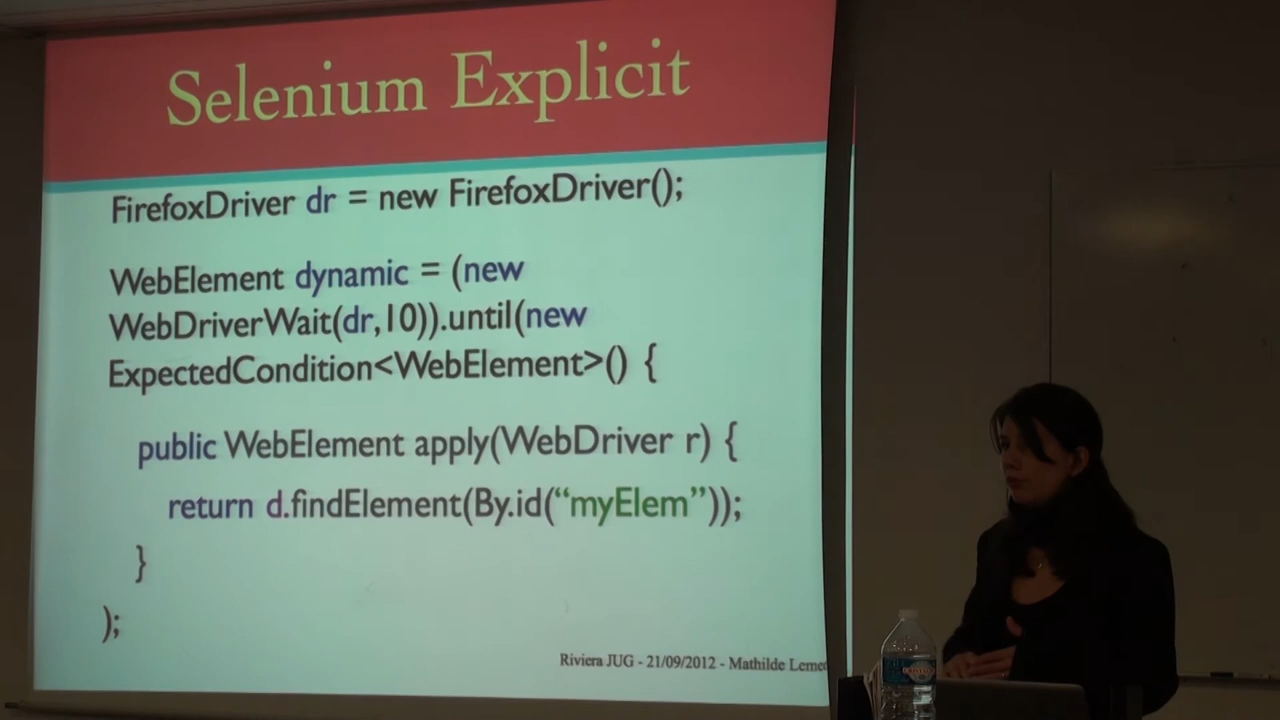 Selenium Explicit
FirefoxDriver dr = new FirefoxDriver();
WebElement dynamic = (new
WebDriverWait(dr,10)).until(new
ExpectedCondition<WebElement>() {
public WebElement apply(WebDriver r) {
return d.findElement(By.id(“myElem”));
}
);
Riviera JUG - 21/09/2012 - Mathilde